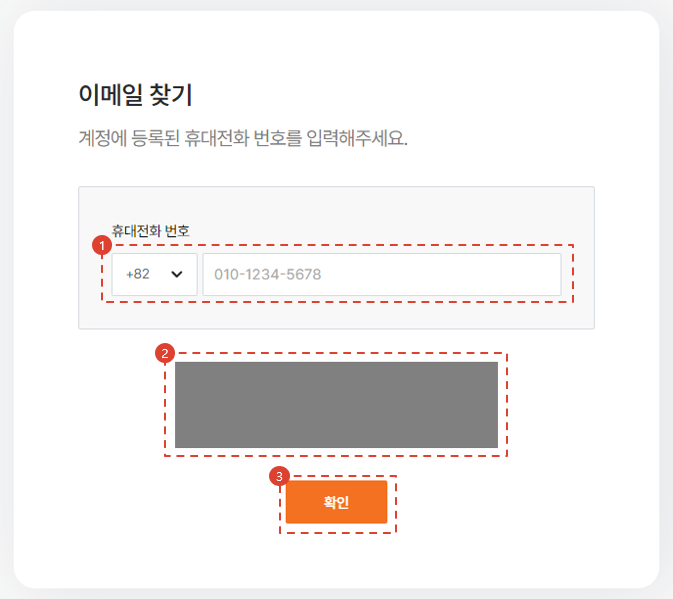 이메일 찾기
계정에 등록된 휴대전화 번호를 입력해주세요.
휴대전화 번호
1
+82 010-1234-5678
2
3
확인